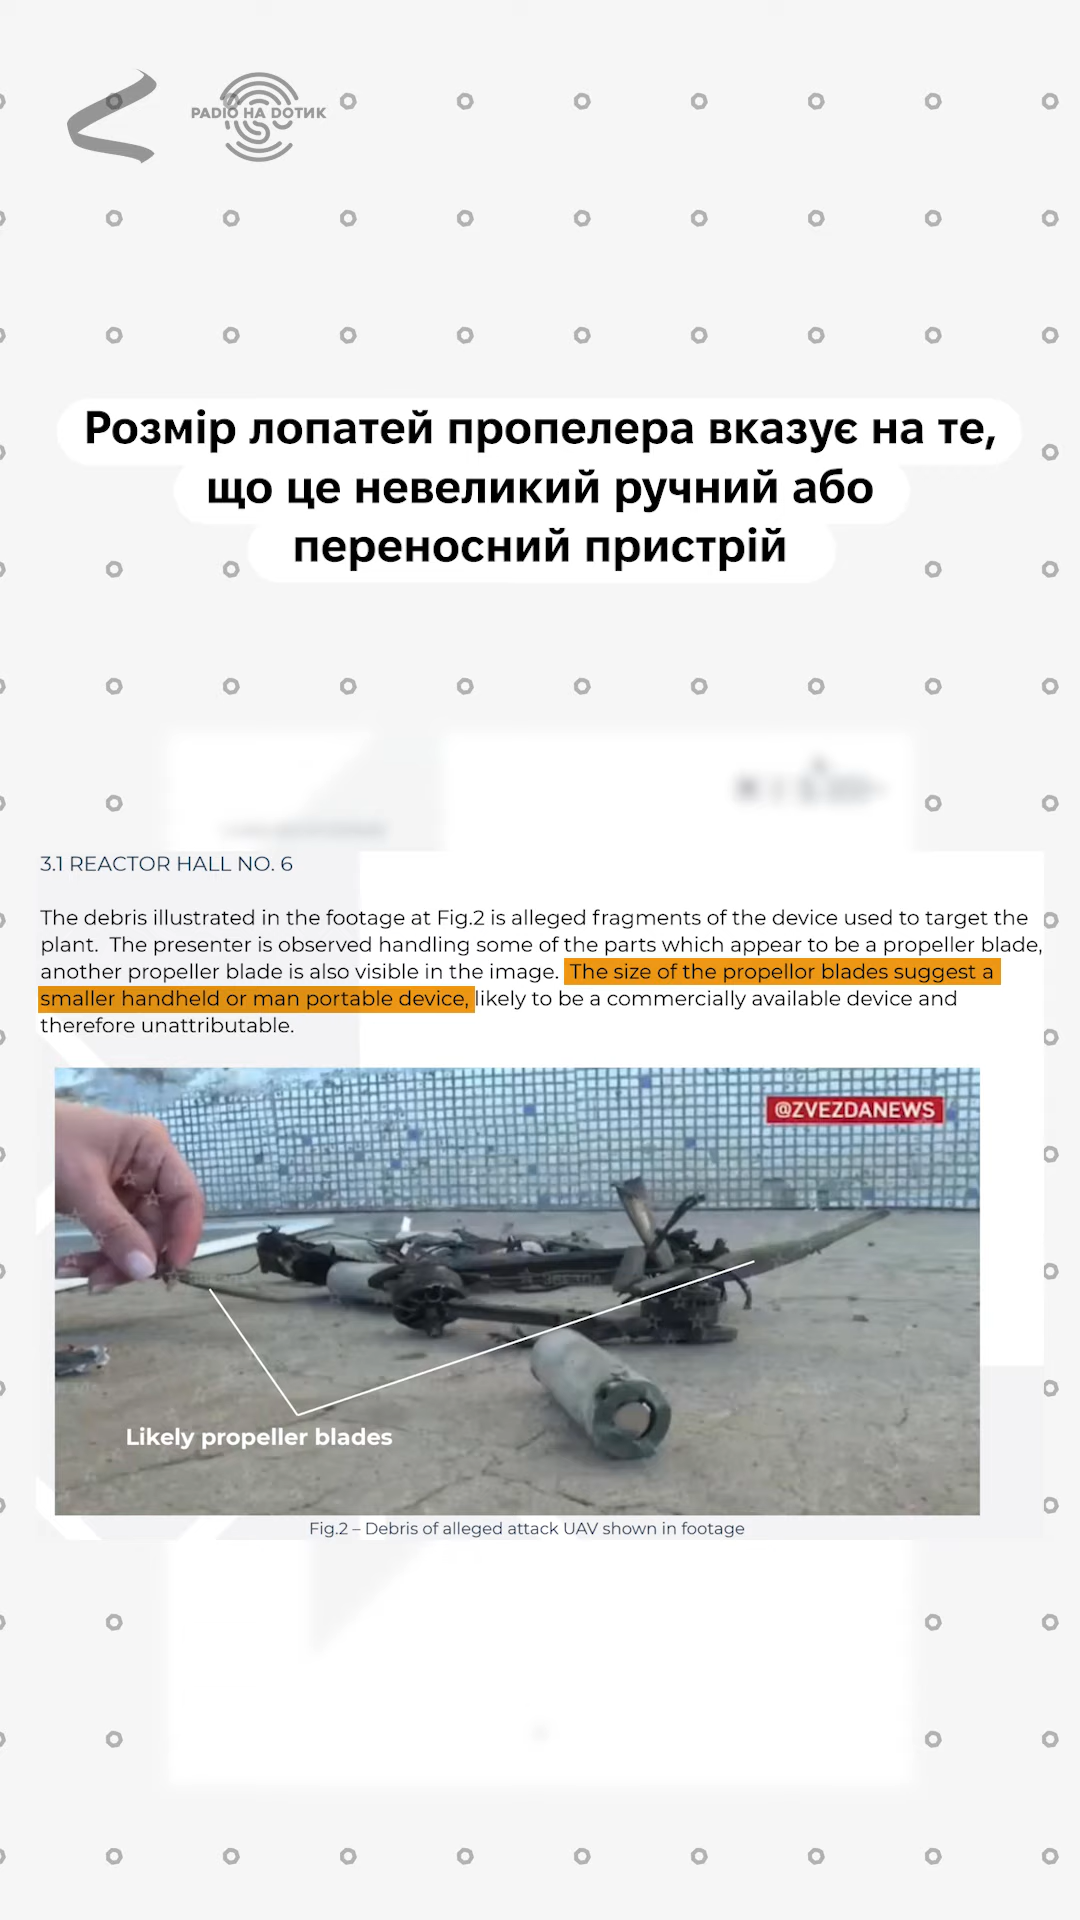 РАДІО НА DOТИК
Розмір лопатей пропелера вказує на те,
що це невеликий ручний або
переносний пристрій
3.1 REACTOR HALL NO. 6
The debris illustrated in the footage at Fig.2 is alleged fragments of the device used to target the
plant. The presenter is observed handling some of the parts which appear to be a propeller blade,
another propeller blade is also visible in the image. The size of the propellor blades suggest a
smaller handheld or man portable device, likely to be a commercially available device and
therefore unattributable.
@ZVEZDANEWS
Likely propeller blades
Fig.2 – Debris of alleged attack UAV shown in footage